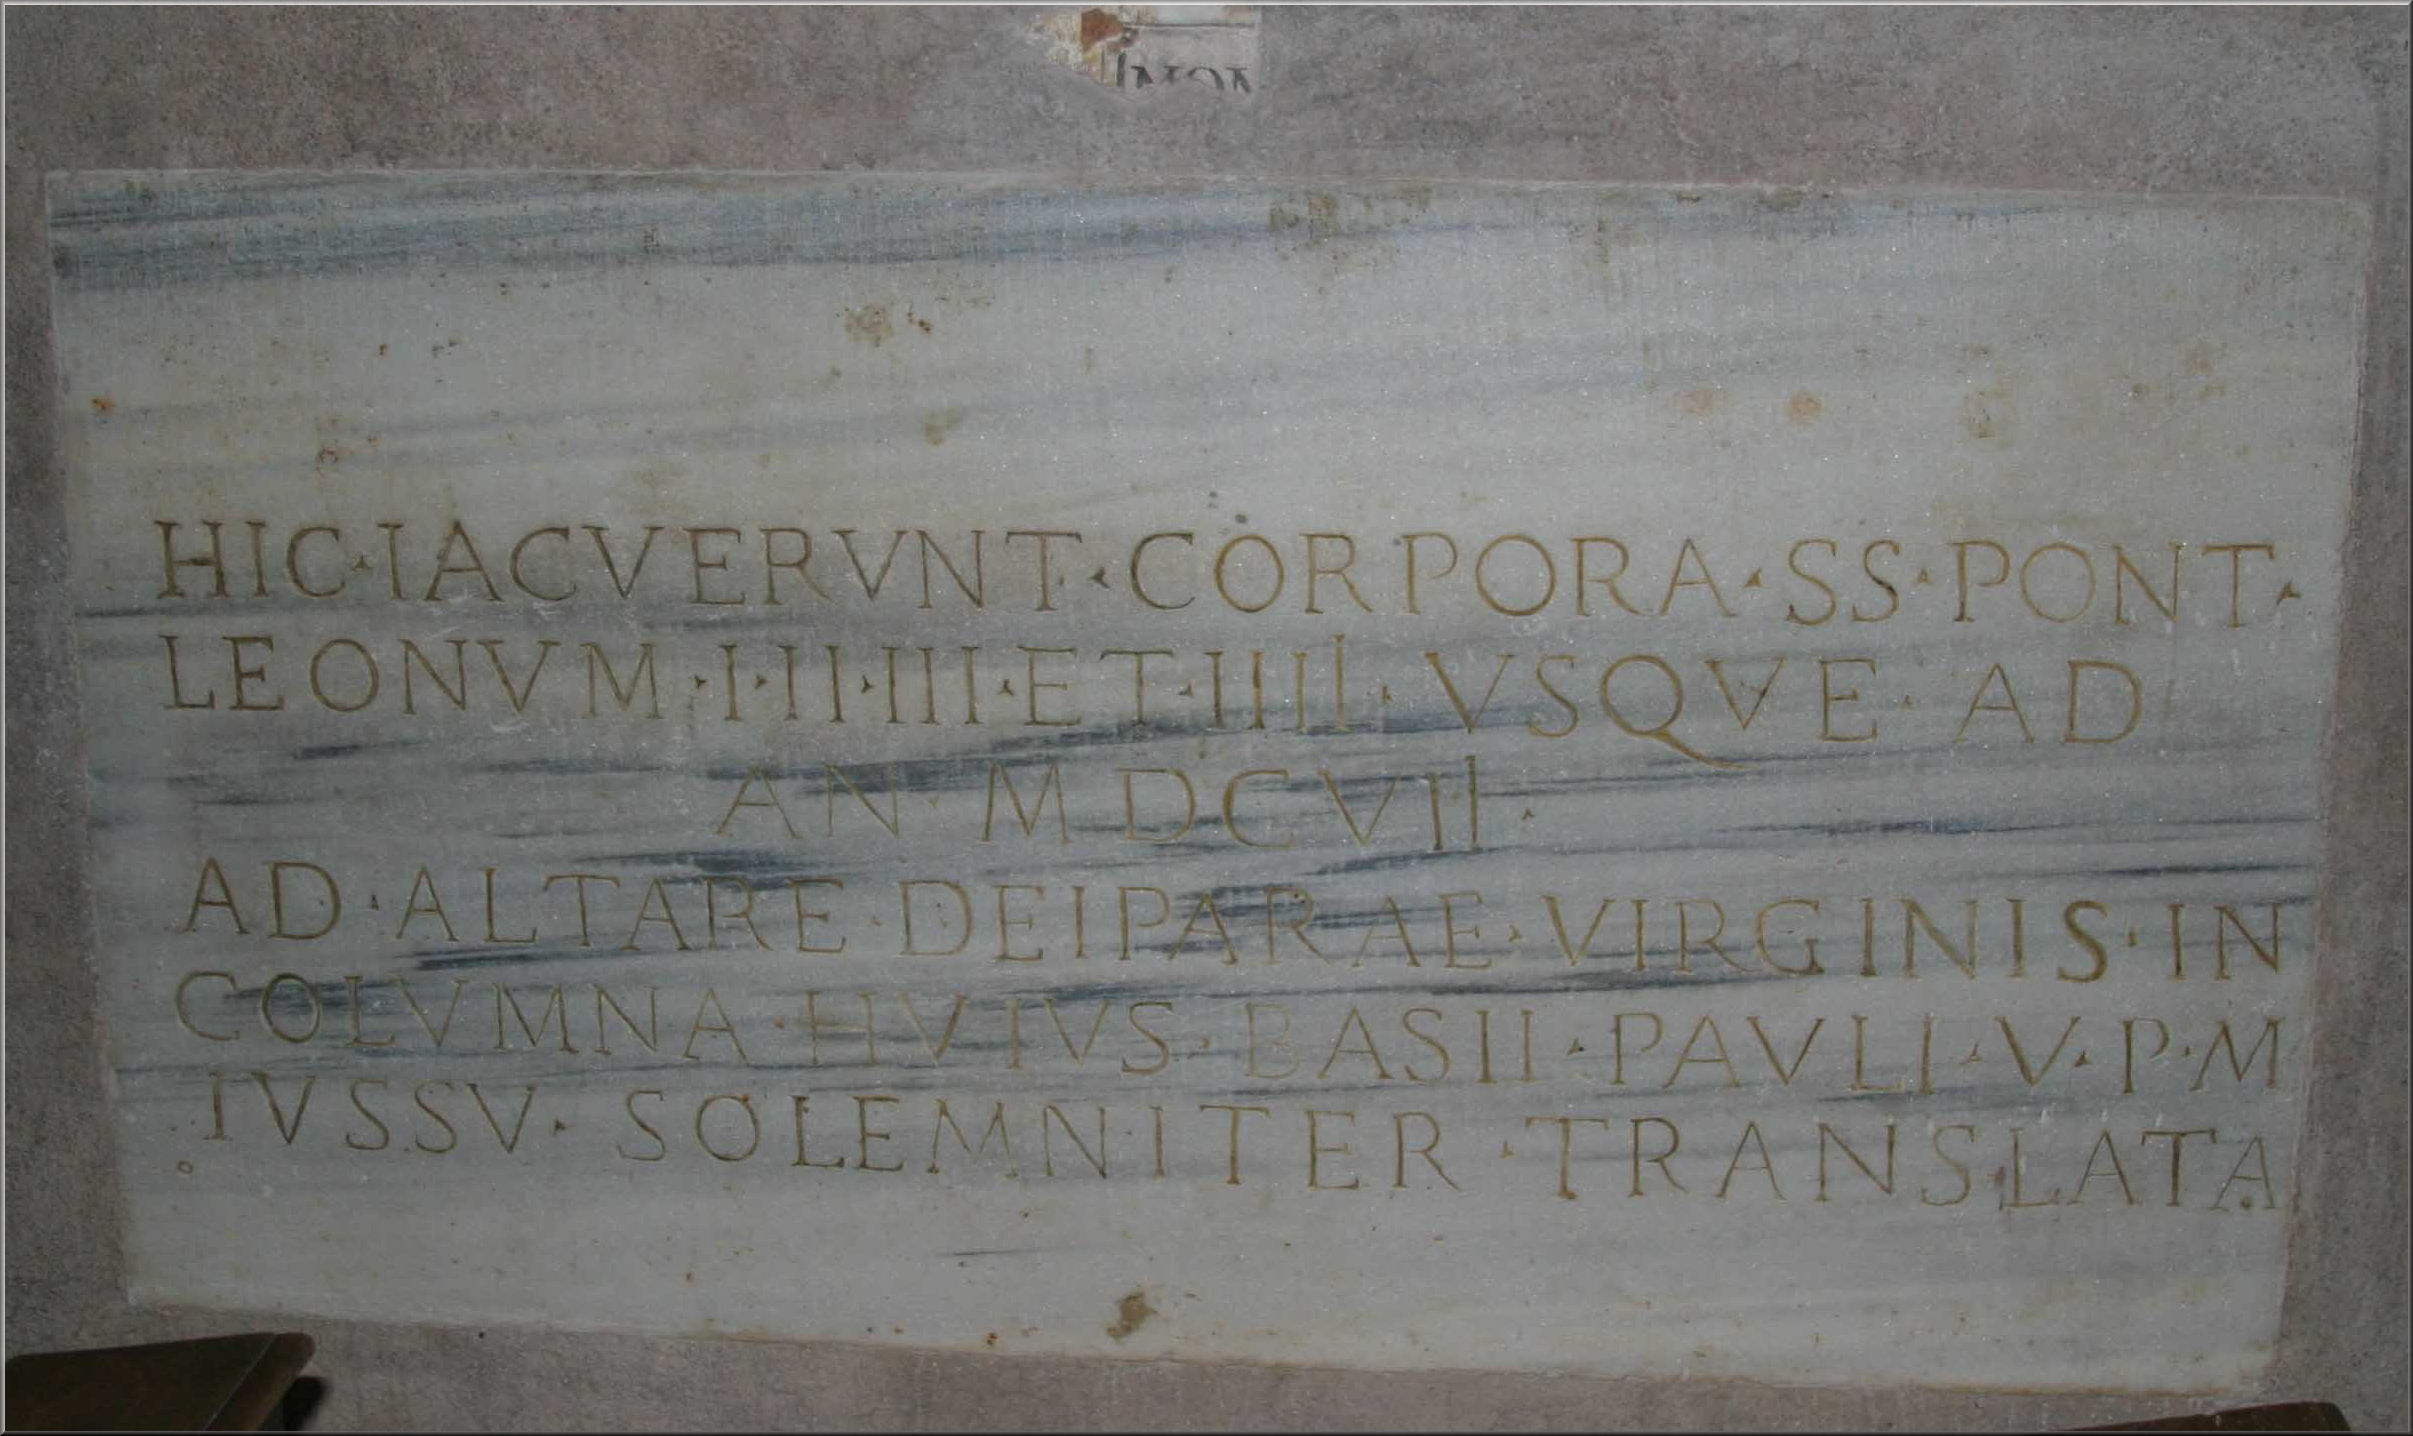 HIC·IACVERVNT·CORPORA·SS·PONT·
LEONVM·I·II·III·ET·IIII·VSQVE·AD
AN·MDCVII·
AD·ALTARE·DEIPARAE·VIRGINIS·IN
COLVMNA·HVIVS·BASII·PAVLI·V·P·M
IVSSV·SOLEMNITER·TRANSLATA